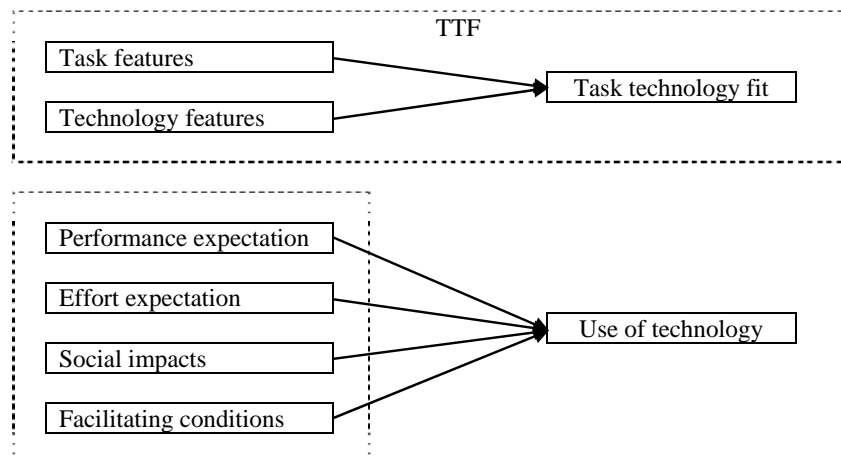 TTF
Task features
Task technology fit
Technology features
Performance expectation
Effort expectation
Use of technology
Social impacts
Facilitating conditions